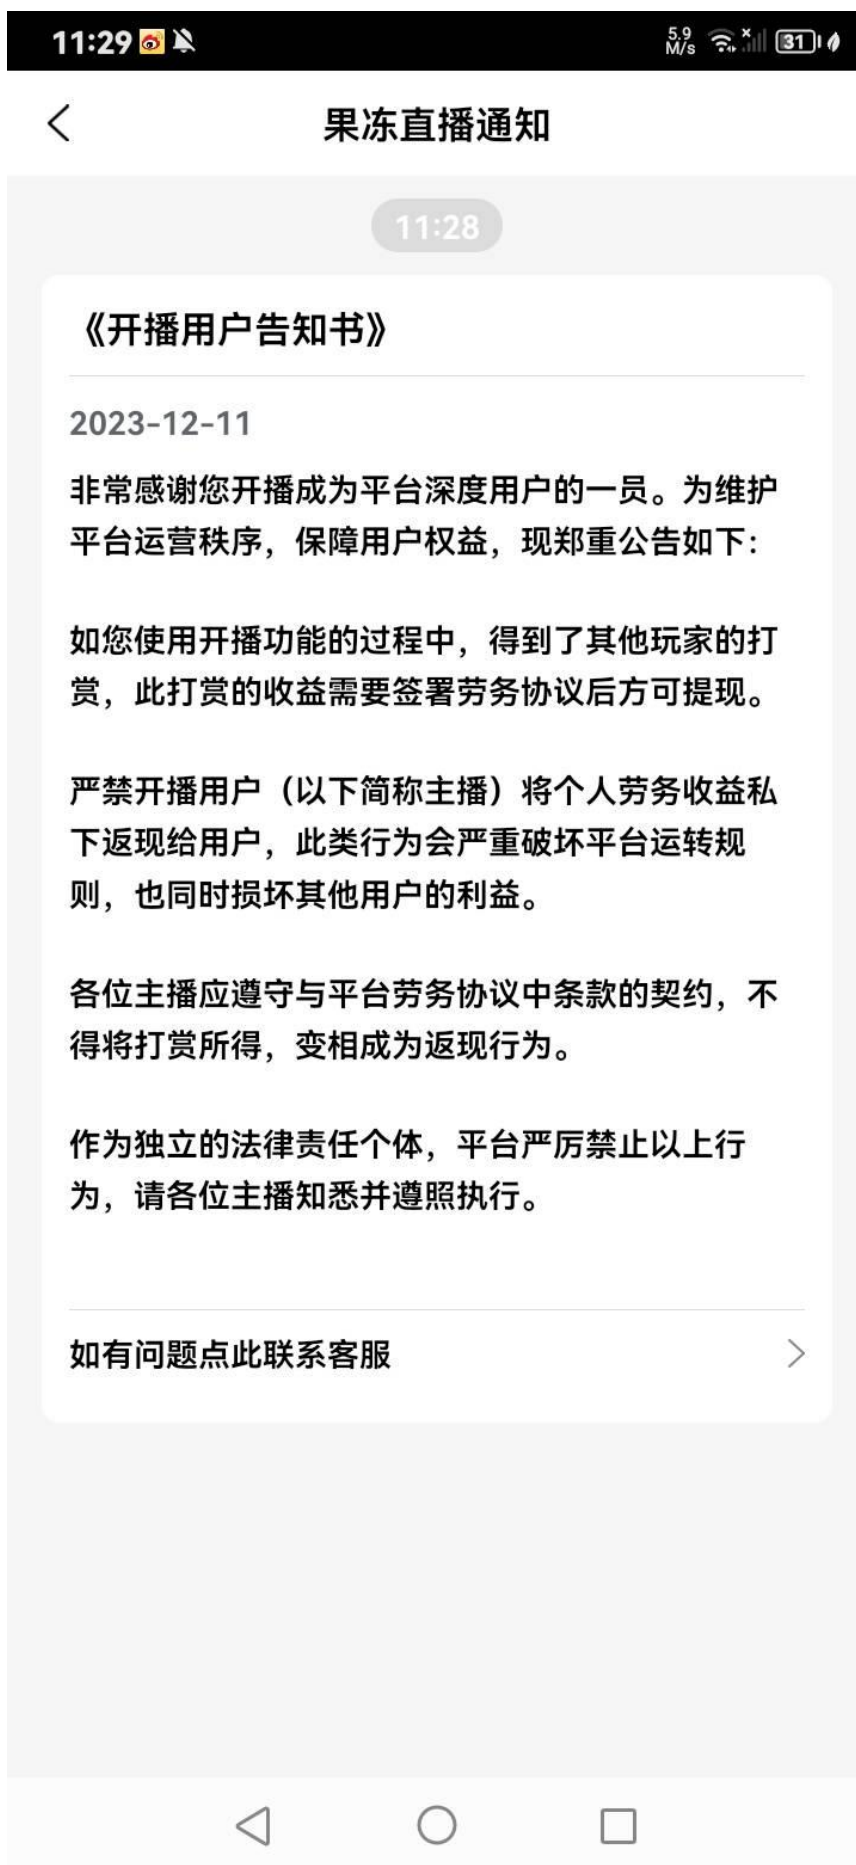 11:29
5.9
M/s
31
果冻直播通知
11:28
《开播用户告知书》
2023-12-11
非常感谢您开播成为平台深度用户的一员。为维护
平台运营秩序，保障用户权益，现郑重公告如下：
如您使用开播功能的过程中，得到了其他玩家的打
赏，此打赏的收益需要签署劳务协议后方可提现。
严禁开播用户（以下简称主播）将个人劳务收益私
下返现给用户，此类行为会严重破坏平台运转规
则，也同时损坏其他用户的利益。
各位主播应遵守与平台劳务协议中条款的契约，不
得将打赏所得，变相成为返现行为。
作为独立的法律责任个体，平台严厉禁止以上行
为，请各位主播知悉并遵照执行。
如有问题点此联系客服